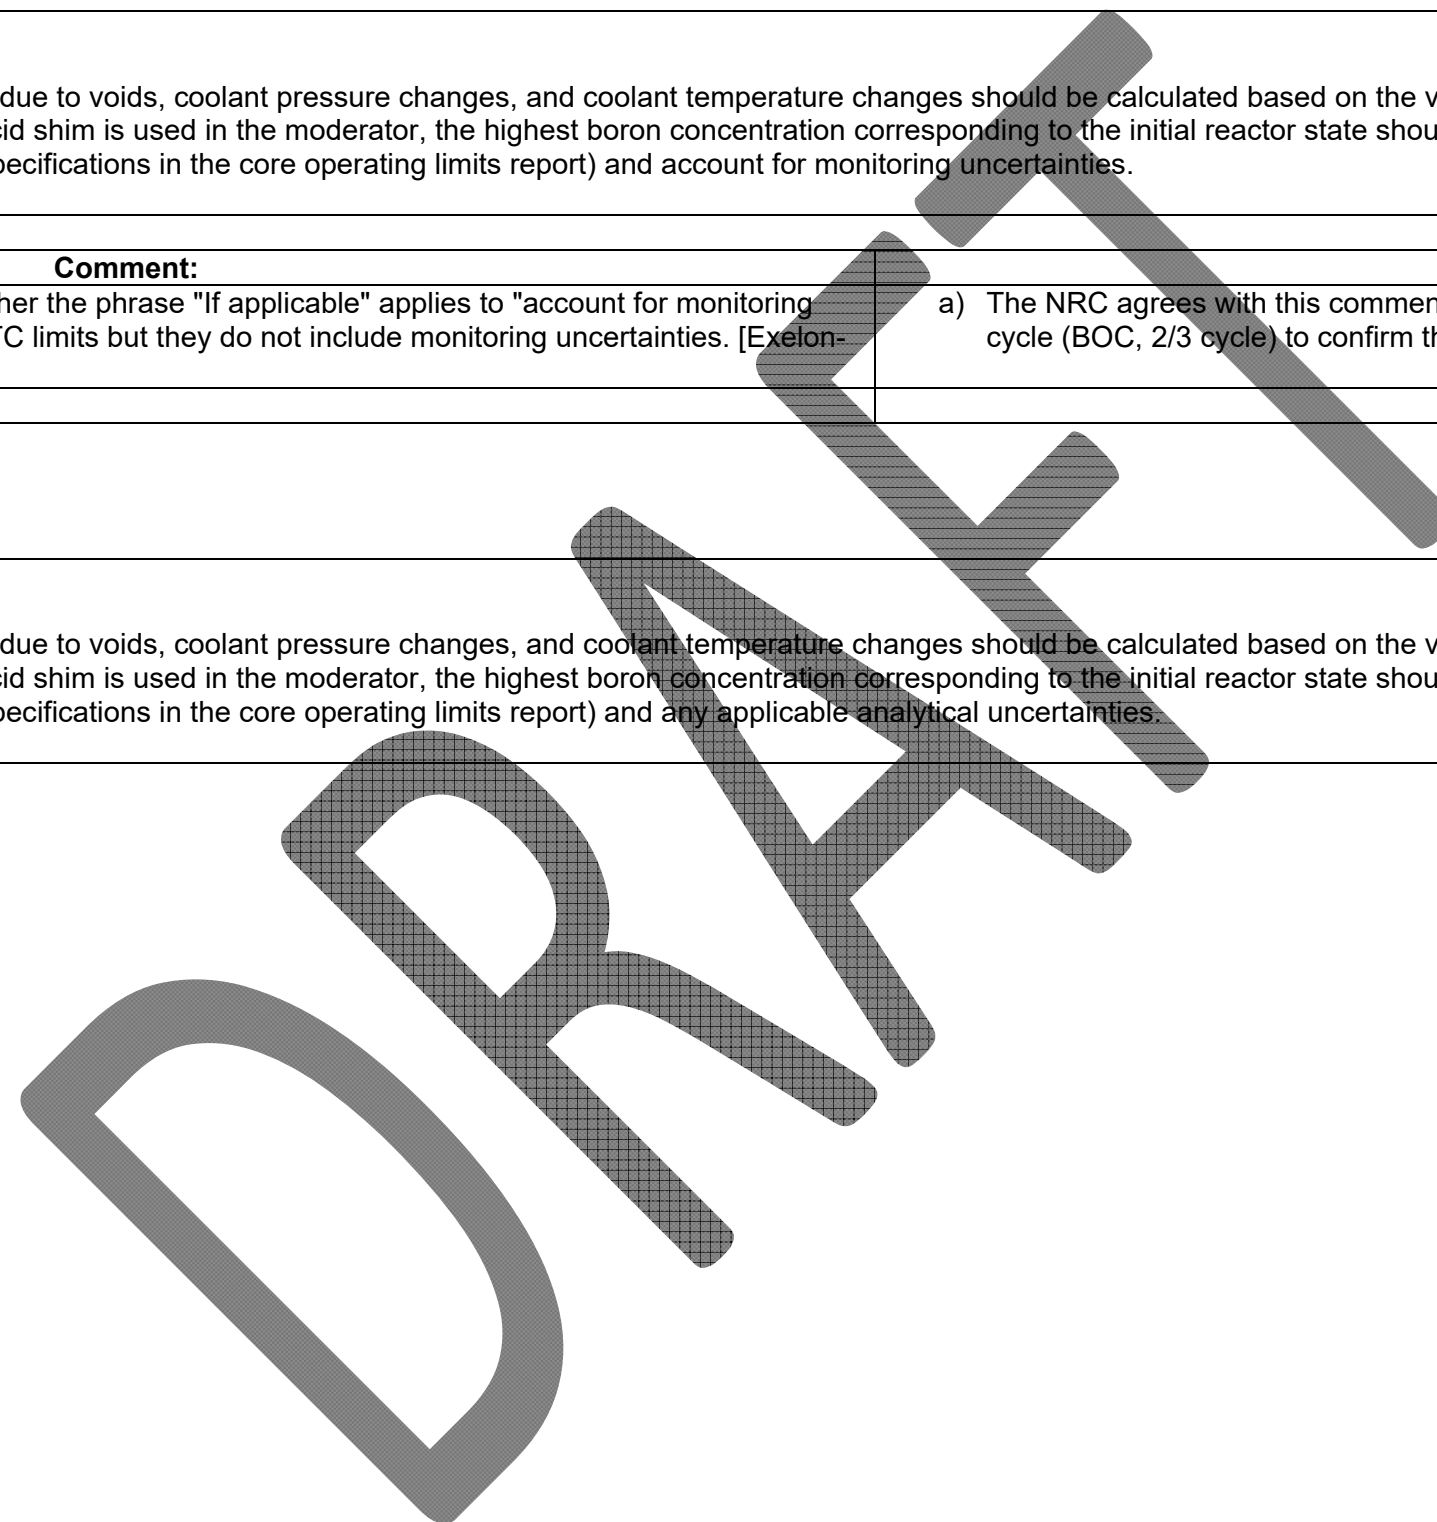 due to voids, coolant pressure changes, and coolant temperature changes should be calculated based on the v
cid shim is used in the moderator, the highest boron concentration corresponding to the initial reactor state shou
pecifications in the core operating limits report) and account for monitoring uncertainties.
Comment:
her the phrase "If applicable" applies to "account for monitoring
TC limits but they do not include monitoring uncertainties. [Exelon-
a) The NRC agrees with this commen
cycle (BOC, 2/3 cycle) to confirm th
due to voids, coolant pressure changes, and coolant temperature changes should be calculated based on the v
cid shim is used in the moderator, the highest boron concentration corresponding to the initial reactor state shou
pecifications in the core operating limits report) and any applicable analytical uncertainties.
DRAFT